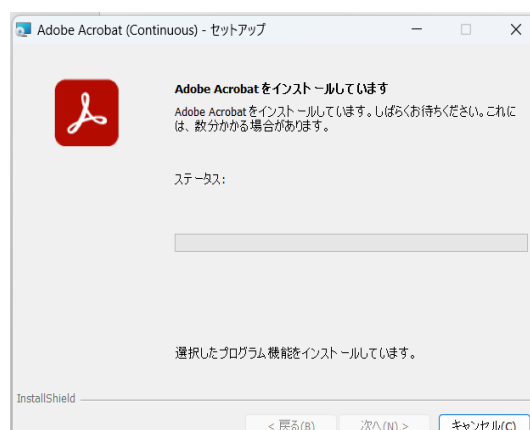 Adobe Acrobat (Continuous) - セットアップ
Adobe Acrobat をインストールしています
Adobe Acrobat をインストールしています。しばらくお待ちください。これに
は、数分かかる場合があります。
ステータス:
選択したプログラム機能をインストールしています。
InstallShield
< 戻る(B)
次へ(N) >
キャンセル(C)